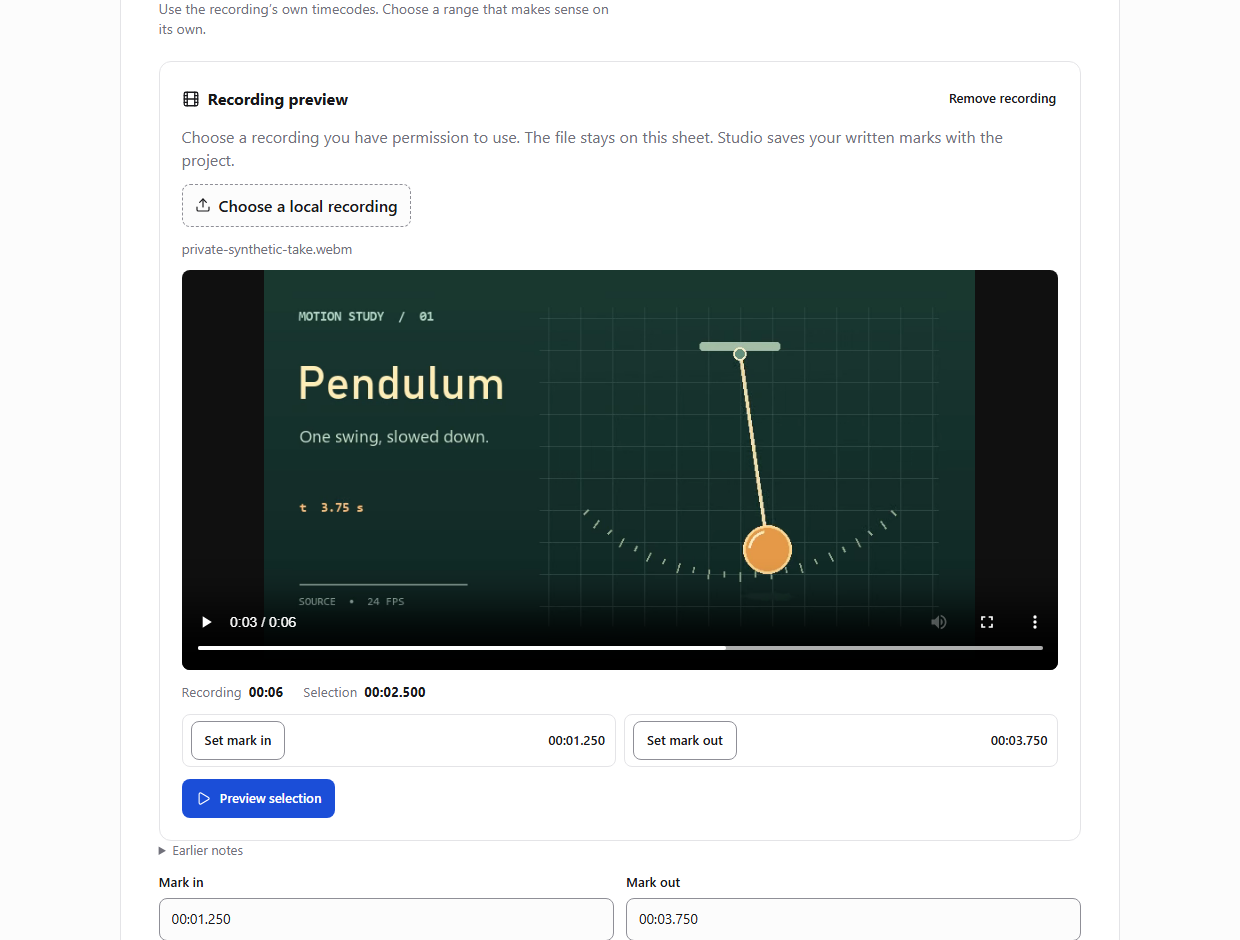 Use the recording's own timecodes. Choose a range that makes sense on
its own.
Recording preview
Remove recording
Choose a recording you have permission to use. The file stays on this sheet. Studio saves your written marks with the
project.
Choose a local recording
private-synthetic-take.webm
MOTION STUDY / 01
Pendulum
One swing, slowed down.
t 3.75 s
SOURCE • 24 FPS
0:03 / 0:06
Recording 00:06 Selection 00:02.500
Set mark in 00:01.250
Set mark out 00:03.750
Preview selection
Earlier notes
Mark in
Mark out
00:01.250
00:03.750